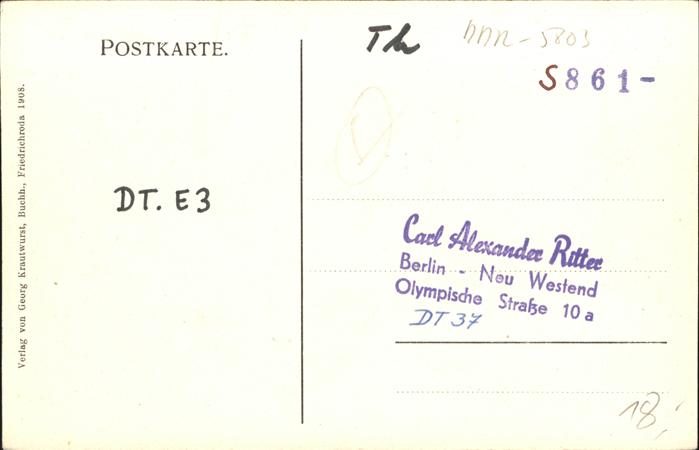 POSTKARTE.
Th
S861-
DT. E3
Verlag von Georg Krautwurst, Buchh., Friedrichroda 1908.
Carl Alexander Ritter
Berlin - Neu Westend
Olympische Straße 10 a
DT 37
18,-